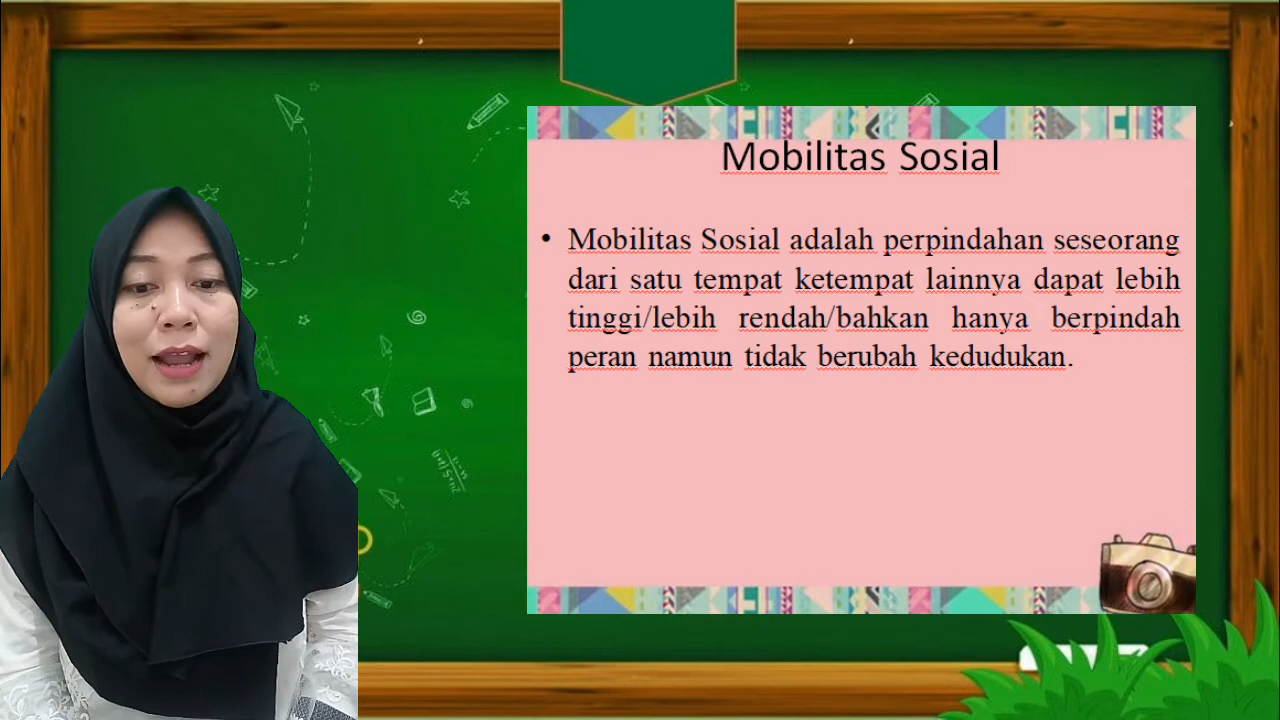 Mobilitas Sosial
• Mobilitas Sosial adalah perpindahan seseorang
dari satu tempat ketempat lainnya dapat lebih
tinggi/lebih rendah/bahkan hanya berpindah
peran namun tidak berubah kedudukan.